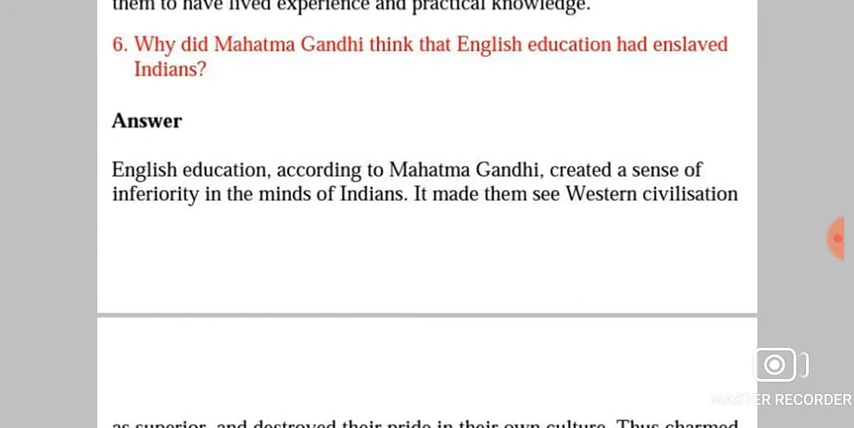 them to have lived experience and practical knowledge.
6. Why did Mahatma Gandhi think that English education had enslaved
Indians?
Answer
English education, according to Mahatma Gandhi, created a sense of
inferiority in the minds of Indians. It made them see Western civilisation
MASTER RECORDER
as superior, and destroyed their pride in their own culture. Thus charmed